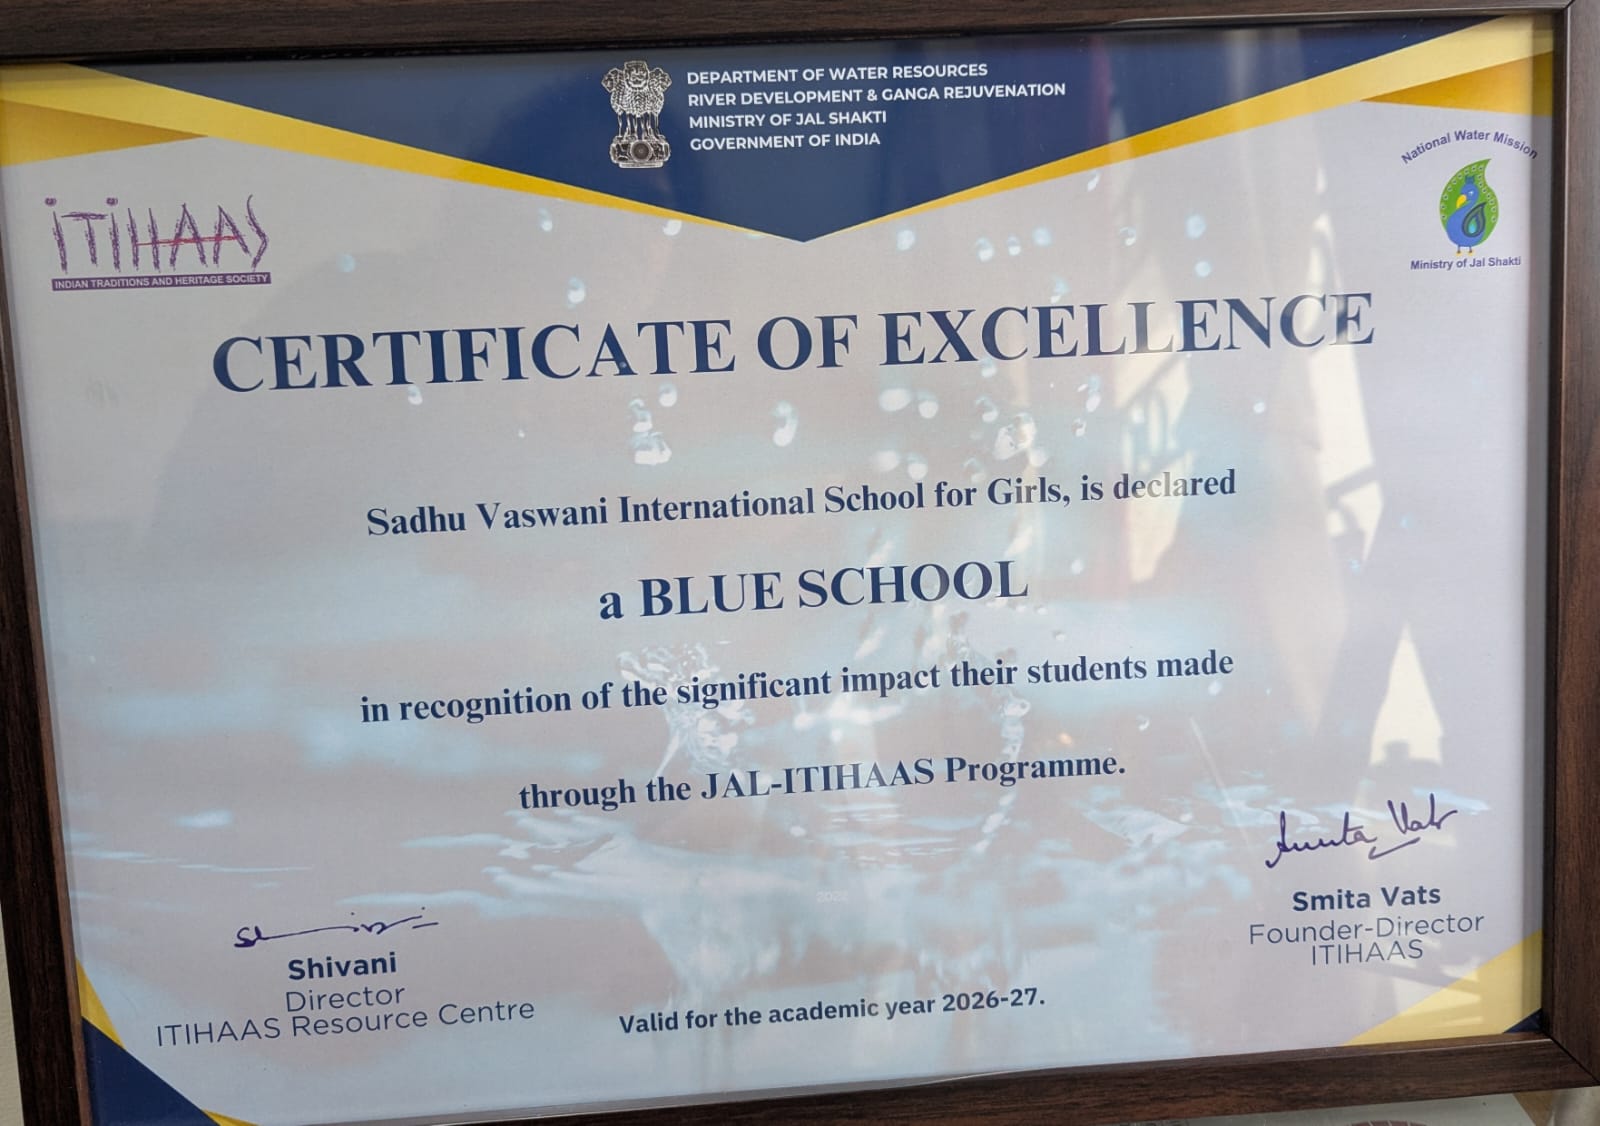 DEPARTMENT OF WATER RESOURCES
RIVER DEVELOPMENT & GANGA REJUVENATION
MINISTRY OF JAL SHAKTI
GOVERNMENT OF INDIA
ITIHAAS
INDIAN TRADITIONS AND HERITAGE SOCIETY
National Water Mission
Ministry of Jal Shakti
CERTIFICATE OF EXCELLENCE
Sadhu Vaswani International School for Girls, is declared
a BLUE SCHOOL
in recognition of the significant impact their students made
through the JAL-ITIHAAS Programme.
2022
Smita Vats
Smita Vats
Founder-Director
ITIHAAS
Shivani
Director
ITIHAAS Resource Centre
Valid for the academic year 2026-27.